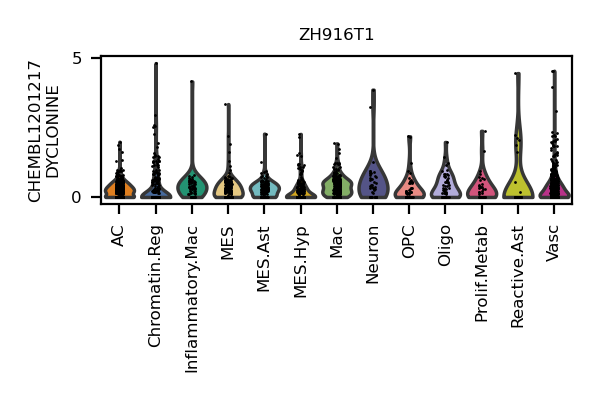 ZH916T1
CHEMBL1201217
DYCLONINE
5
0
AC
Chromatin.Reg
Inflammatory.Mac
MES
MES.Ast
MES.Hyp
Mac
Neuron
OPC
Oligo
Prolif.Metab
Reactive.Ast
Vasc